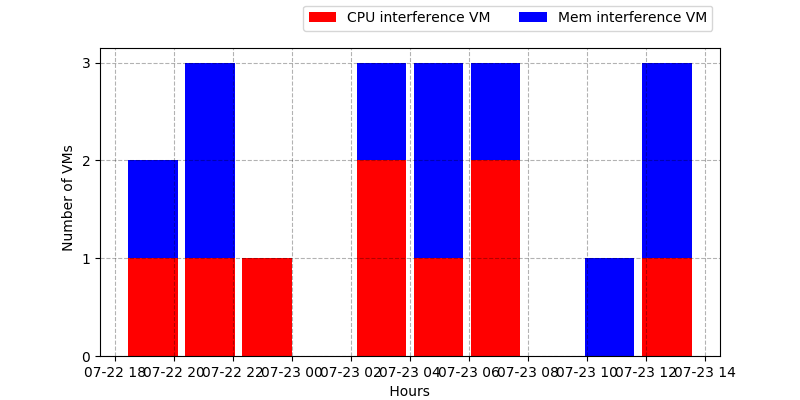 CPU interference VM Mem interference VM
3
2
1
0
Number of VMs
07-22 18 07-22 20 07-22 22 07-23 00 07-23 02 07-23 04 07-23 06 07-23 08 07-23 10 07-23 12 07-23 14
Hours